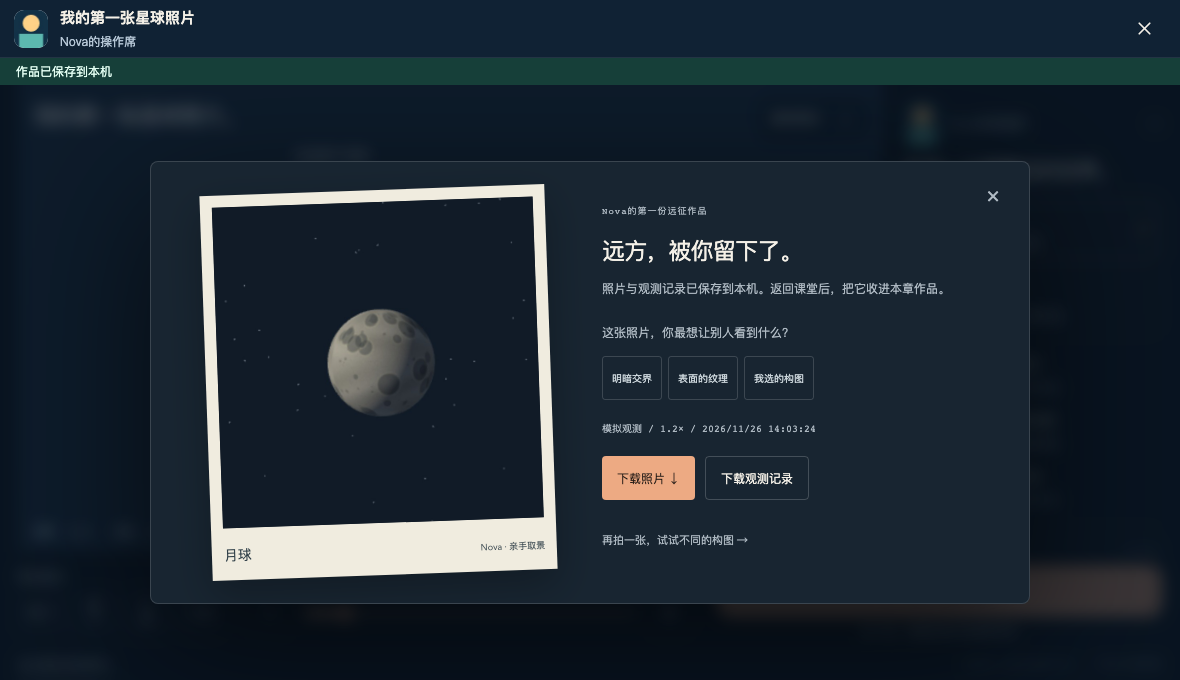 我的第一张星球照片
Nova的操作席
作品已保存到本机
月球
Nova · 亲手取景
Nova的第一份远征作品
远方，被你留下了。
照片与观测记录已保存到本机。返回课堂后，把它收进本章作品。
这张照片，你最想让别人看到什么？
明暗交界 表面的纹理 我选的构图
模拟观测 / 1.2× / 2026/11/26 14:03:24
下载照片 ↓ 下载观测记录
再拍一张，试试不同的构图 →